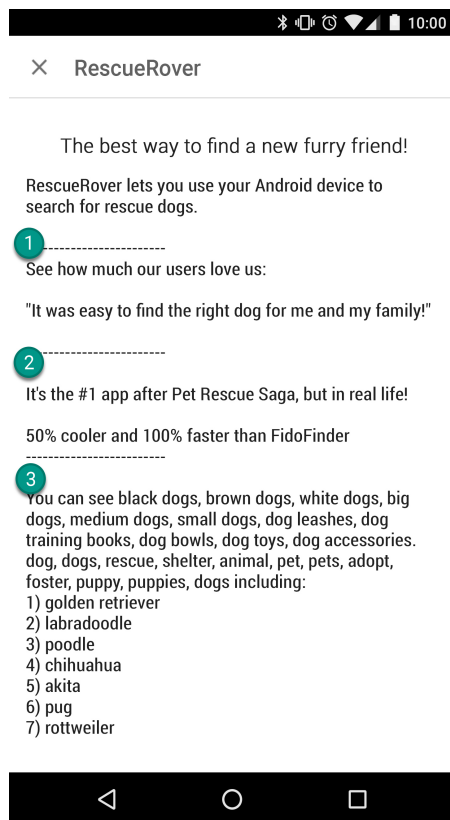 10:00
RescueRover
The best way to find a new furry friend!
RescueRover lets you use your Android device to
search for rescue dogs.
1 ----------------------
See how much our users love us:
"It was easy to find the right dog for me and my family!"
----------------------
2
It's the #1 app after Pet Rescue Saga, but in real life!
50% cooler and 100% faster than FidoFinder
-------------------------
3
You can see black dogs, brown dogs, white dogs, big
dogs, medium dogs, small dogs, dog leashes, dog
training books, dog bowls, dog toys, dog accessories.
dog, dogs, rescue, shelter, animal, pet, pets, adopt,
foster, puppy, puppies, dogs including:
1) golden retriever
2) labradoodle
3) poodle
4) chihuahua
5) akita
6) pug
7) rottweiler